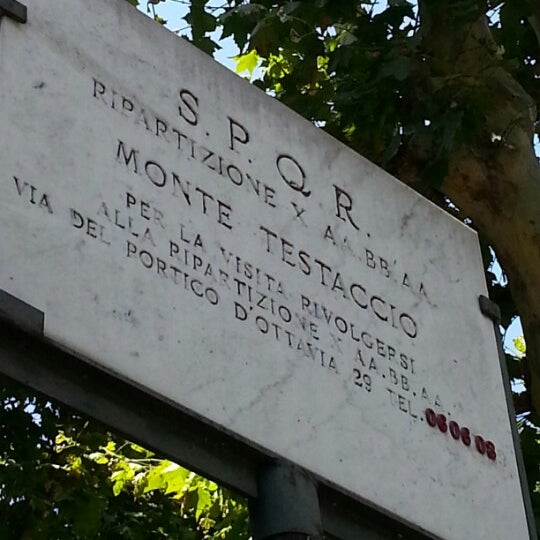 S.P.Q.R.
RIPARTIZIONE X AA.BB.AA.
MONTE TESTACCIO
PER LA VISITA RIVOLGERSI
ALLA RIPARTIZIONE X AA.BB.AA.
VIA DEL PORTICO D'OTTAVIA 29 TEL. 060608